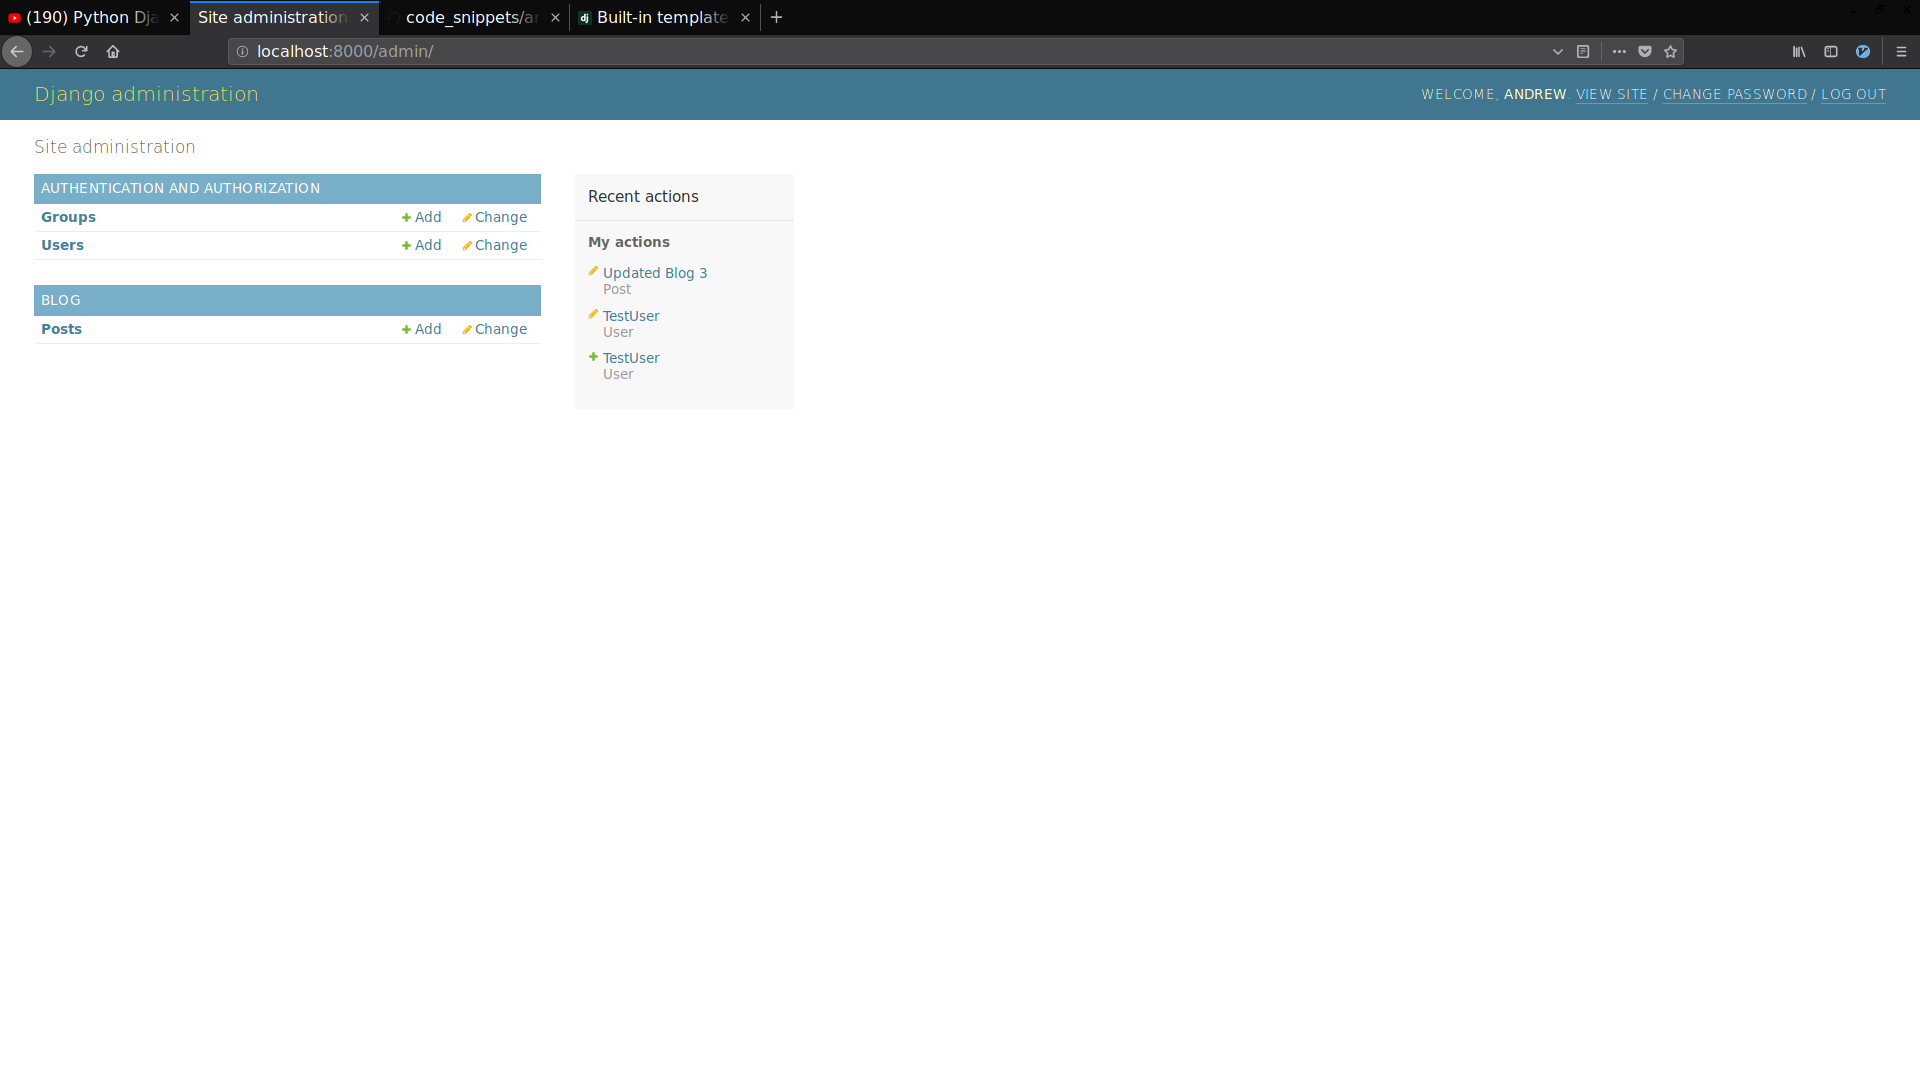 (190) Python Dja
Site administration
code_snippets/ar
Built-in template
localhost:8000/admin/
Django administration
WELCOME, ANDREW. VIEW SITE / CHANGE PASSWORD / LOG OUT
Site administration
AUTHENTICATION AND AUTHORIZATION
Groups Add Change
Users Add Change
BLOG
Posts Add Change
Recent actions
My actions
Updated Blog 3
Post
TestUser
User
TestUser
User